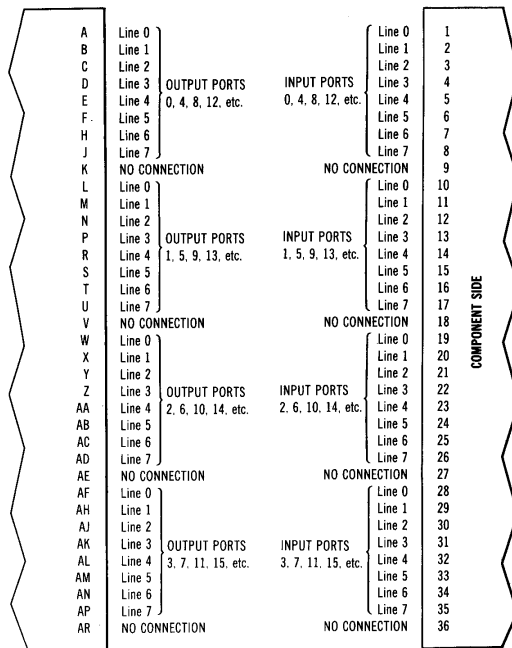 A Line 0 Line 0 1
B Line 1 Line 1 2
C Line 2 Line 2 3
D Line 3 OUTPUT PORTS INPUT PORTS Line 3 4
E Line 4 0, 4, 8, 12, etc. 0, 4, 8, 12, etc. Line 4 5
F. Line 5 Line 5 6
H Line 6 Line 6 7
J Line 7 Line 7 8
K NO CONNECTION NO CONNECTION 9
L Line 0 Line 0 10
M Line 1 Line 1 11
N Line 2 Line 2 12
P Line 3 OUTPUT PORTS INPUT PORTS Line 3 13
R Line 4 1, 5, 9, 13, etc. 1, 5, 9, 13, etc. Line 4 14
S Line 5 Line 5 15
T Line 6 Line 6 16
U Line 7 Line 7 17
V NO CONNECTION NO CONNECTION 18
W Line 0 Line 0 19
X Line 1 Line 1 20
Y Line 2 Line 2 21
Z Line 3 OUTPUT PORTS INPUT PORTS Line 3 22
AA Line 4 2, 6, 10, 14, etc. 2, 6, 10, 14, etc. Line 4 23
AB Line 5 Line 5 24
AC Line 6 Line 6 25
AD Line 7 Line 7 26
AE NO CONNECTION NO CONNECTION 27
AF Line 0 Line 0 28
AH Line 1 Line 1 29
AJ Line 2 Line 2 30
AK Line 3 OUTPUT PORTS INPUT PORTS Line 3 31
AL Line 4 3, 7, 11, 15, etc. 3, 7, 11, 15, etc. Line 4 32
AM Line 5 Line 5 33
AN Line 6 Line 6 34
AP Line 7 Line 7 35
AR NO CONNECTION NO CONNECTION 36
COMPONENT SIDE